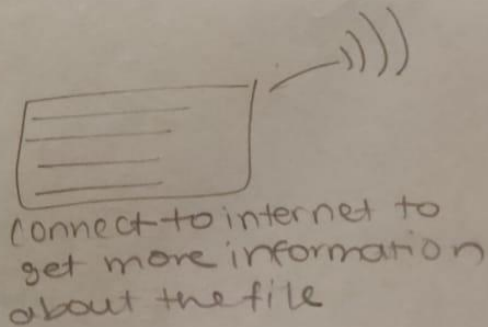 connect to internet to
get more information
about the file